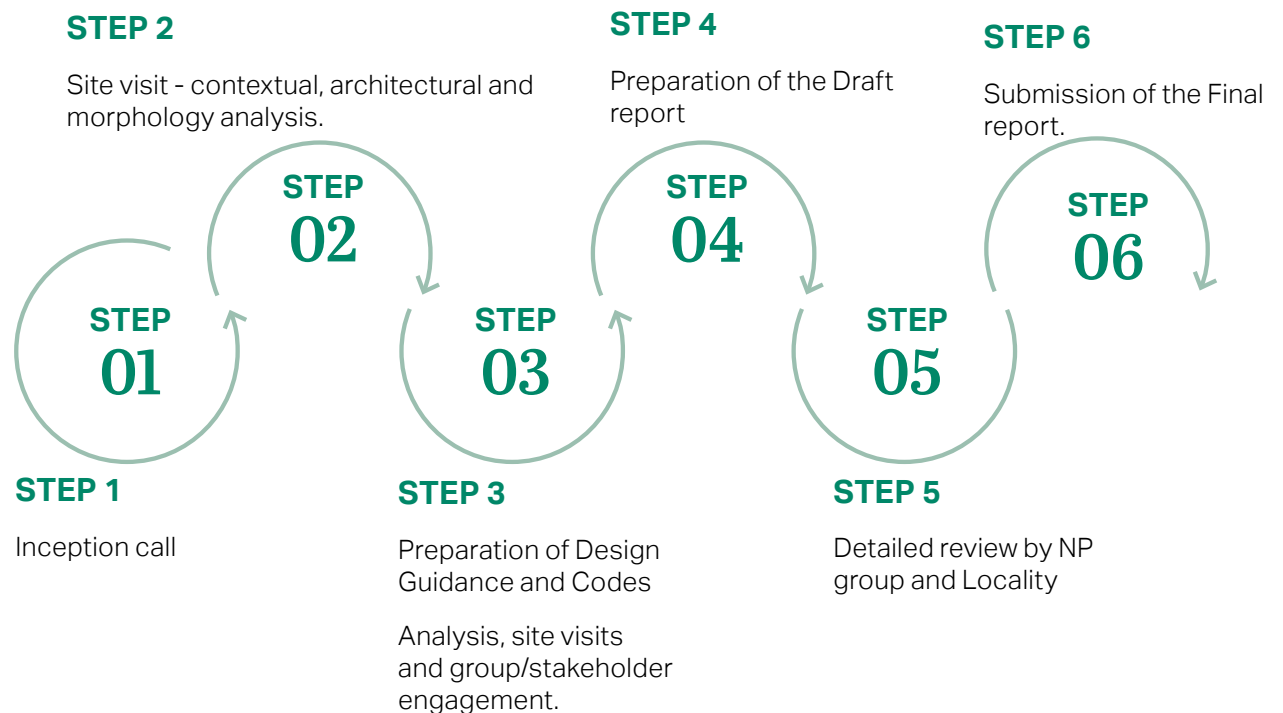 STEP 2
Site visit - contextual, architectural and
morphology analysis.
STEP 4
Preparation of the Draft
report
STEP 6
Submission of the Final
report.
STEP
01
STEP
02
STEP
03
STEP
04
STEP
05
STEP
06
STEP 1
Inception call
STEP 3
Preparation of Design
Guidance and Codes
Analysis, site visits
and group/stakeholder
engagement.
STEP 5
Detailed review by NP
group and Locality